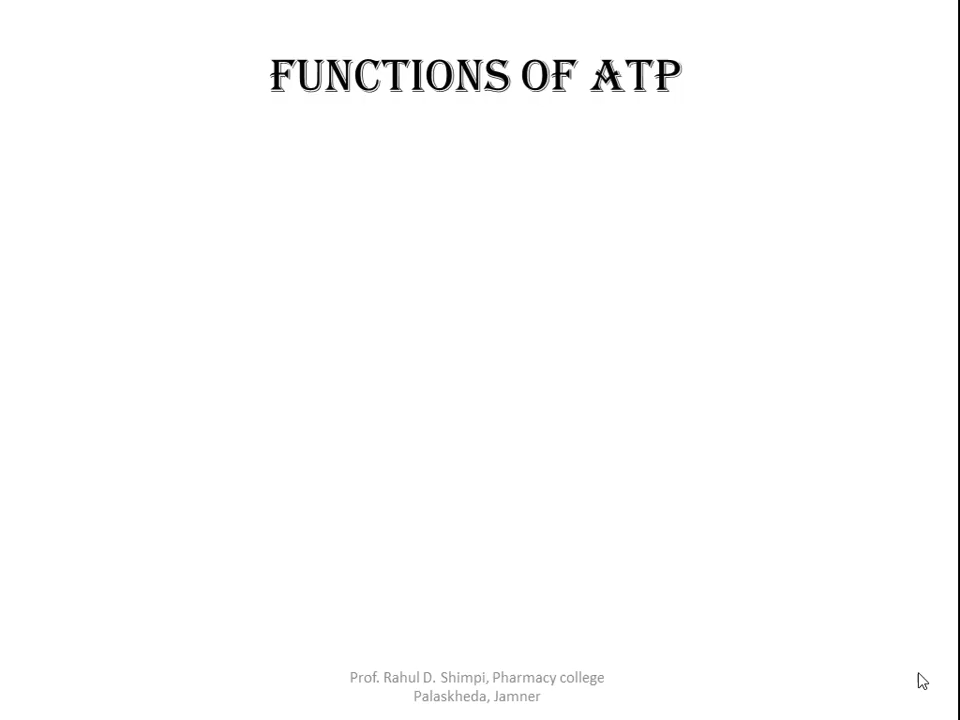 FUNCTIONS OF ATP
Prof. Rahul D. Shimpi, Pharmacy college
Palaskheda, Jamner